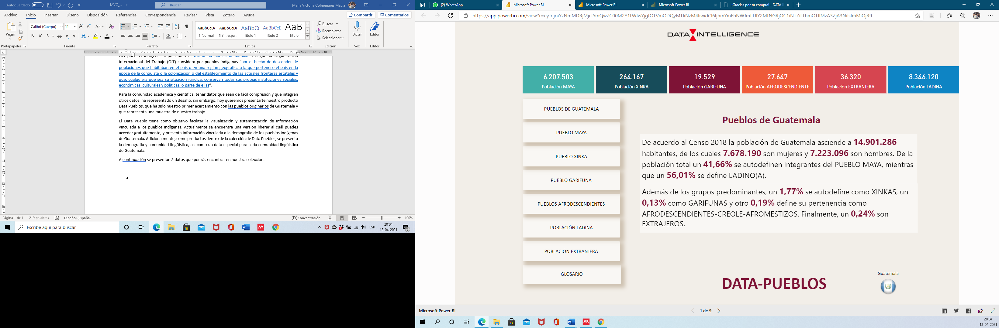 Autoguardado
MVC_...
Buscar
Maria Victoria Colmenares Macia
Archivo Inicio Insertar Diseño Disposición Referencias Correspondencia Revisar Vista Zotero Ayuda
Compartir
Comentarios
Pegar
Calibri (Cuerpo) 11
N K S ab x₂ x²
AaBbCcDc AaBbCcDc AaBbCc AaBbCcD AaB
¶ Normal ¶ Sin espa... Título 1 Título 2 Título
Buscar
Reemplazar
Seleccionar
Dictar
Editor
Portapapeles Fuente Párrafo Estilos Edición Voz Editor
Los pueblos indígenas representan el 6% de la población mundial . Según la Organización
Internacional del Trabajo (OIT) considera por pueblos indígenas “por el hecho de descender de
poblaciones que habitaban en el país o en una región geográfica a la que pertenece el país en la
época de la conquista o la colonización o del establecimiento de las actuales fronteras estatales y
que, cualquiera que sea su situación jurídica, conservan todas sus propias instituciones sociales,
económicas, culturales y políticas, o parte de ellas”.
Para la comunidad académica y científica, tener datos que sean de fácil compresión y que integren
otros datos, ha representado un desafío, sin embargo, hoy queremos presentarte nuestro producto
Data Pueblos, que ha sido nuestro primer acercamiento con las pueblos originarios de Guatemala y
que representa una muestra de nuestro trabajo.
El Data Pueblo tiene como objetivo facilitar la visualización y sistematización de información
vinculada a los pueblos indígenas. Actualmente se encuentra una versión liberar al cuál puedes
acceder gratuitamente, y presenta información vinculada a la demografía de los pueblos indígenas
de Guatemala. Adicionalmente, como productos dentro de la colección de Data Pueblos, se presenta
la demografía y comunidad lingüística, así como un data especial para cada comunidad lingüística
de Guatemala.
A continuación se presentan 5 datos que podrás encontrar en nuestra colección:
•
Página 1 de 1 219 palabras Español (España) Concentración 100%
Escribe aquí para buscar
ESP
20:04
13-04-2021
3
(2) WhatsApp
Microsoft Power BI
Microsoft Power BI
Microsoft Power BI
¡Gracias por tu compra! - DATA I
https://app.powerbi.com/view?r=eyJrIjoiYzNmMDRjMjctYmQwZC00M2Y1LWIwYjgtOTVmODQyMTliNzM4IiwidCI6IjhmYmFhNWJmLTJlY2MtNGRjOC1iNTZiLThmOTJlMzA3ZjA3NiIsImMiOjR9
DATA INTELLIGENCE
6.207.503 264.167 19.529 27.647 36.320 8.346.120
Población MAYA Población XINKA Población GARIFUNA Población AFRODESCENDIENTE Población EXTRANJERA Población LADINA
PUEBLOS DE GUATEMALA
PUEBLO MAYA
PUEBLO XINKA
PUEBLO GARIFUNA
PUEBLOS AFRODESCENDIENTES
POBLACIÓN LADINA
POBLACIÓN EXTRANJERA
GLOSARIO
Pueblos de Guatemala
De acuerdo al Censo 2018 la población de Guatemala asciende a 14.901.286
habitantes, de los cuales 7.678.190 son mujeres y 7.223.096 son hombres. De la
población total un 41,66% se autodefinen integrantes del PUEBLO MAYA, mientras
que un 56,01% se define LADINO(A).
Además de los grupos predominantes, un 1,77% se autodefine como XINKAS, un
0,13% como GARIFUNAS y otro 0,19% define su pertenencia como
AFRODESCENDIENTES-CREOLE-AFROMESTIZOS. Finalmente, un 0,24% son
EXTRAJEROS.
DATA-PUEBLOS
Guatemala
Microsoft Power BI
1 de 9
20:04
13-04-2021